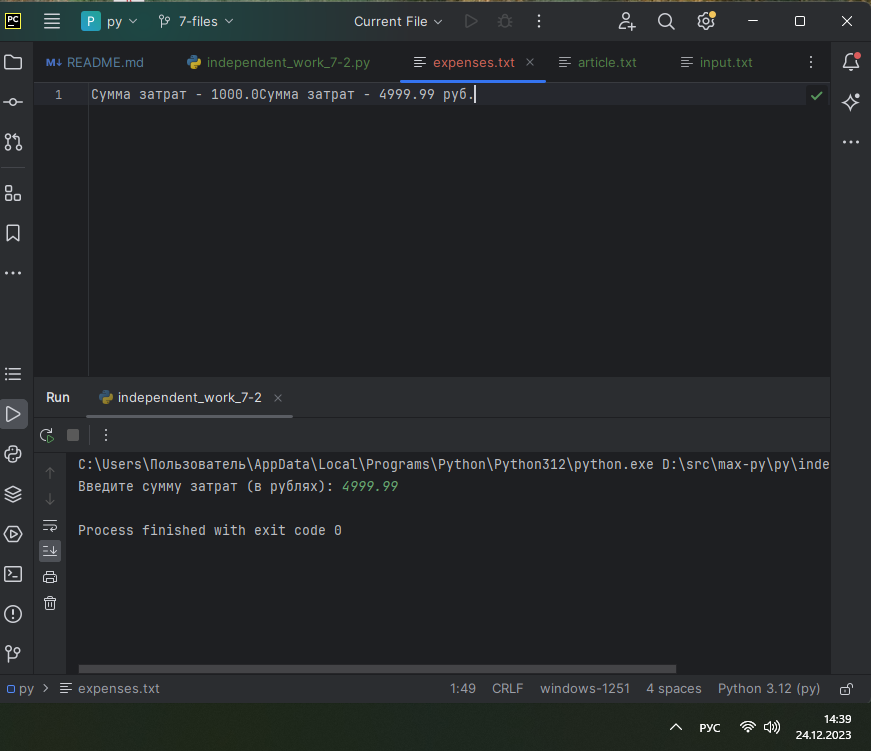 PC P py 7-files Current File
README.md independent_work_7-2.py expenses.txt article.txt input.txt
1 Сумма затрат - 1000.0Сумма затрат - 4999.99 руб.
Run independent_work_7-2
C:\Users\Пользователь\AppData\Local\Programs\Python\Python312\python.exe D:\src\max-py\py\inde
Введите сумму затрат (в рублях): 4999.99
Process finished with exit code 0
py expenses.txt 1:49 CRLF windows-1251 4 spaces Python 3.12 (py)
РУС 14:39
24.12.2023